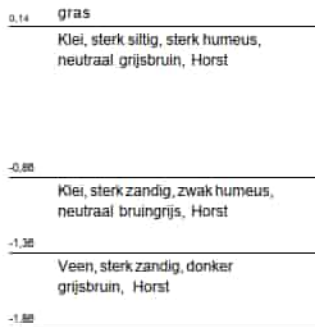 0,14 gras
Klei, sterk siltig, sterk humeus,
neutraal grijsbruin, Horst
-0,86
Klei, sterk zandig, zwak humeus,
neutraal bruingrijs, Horst
-1,36
Veen, sterk zandig, donker
grijsbruin, Horst
-1,86